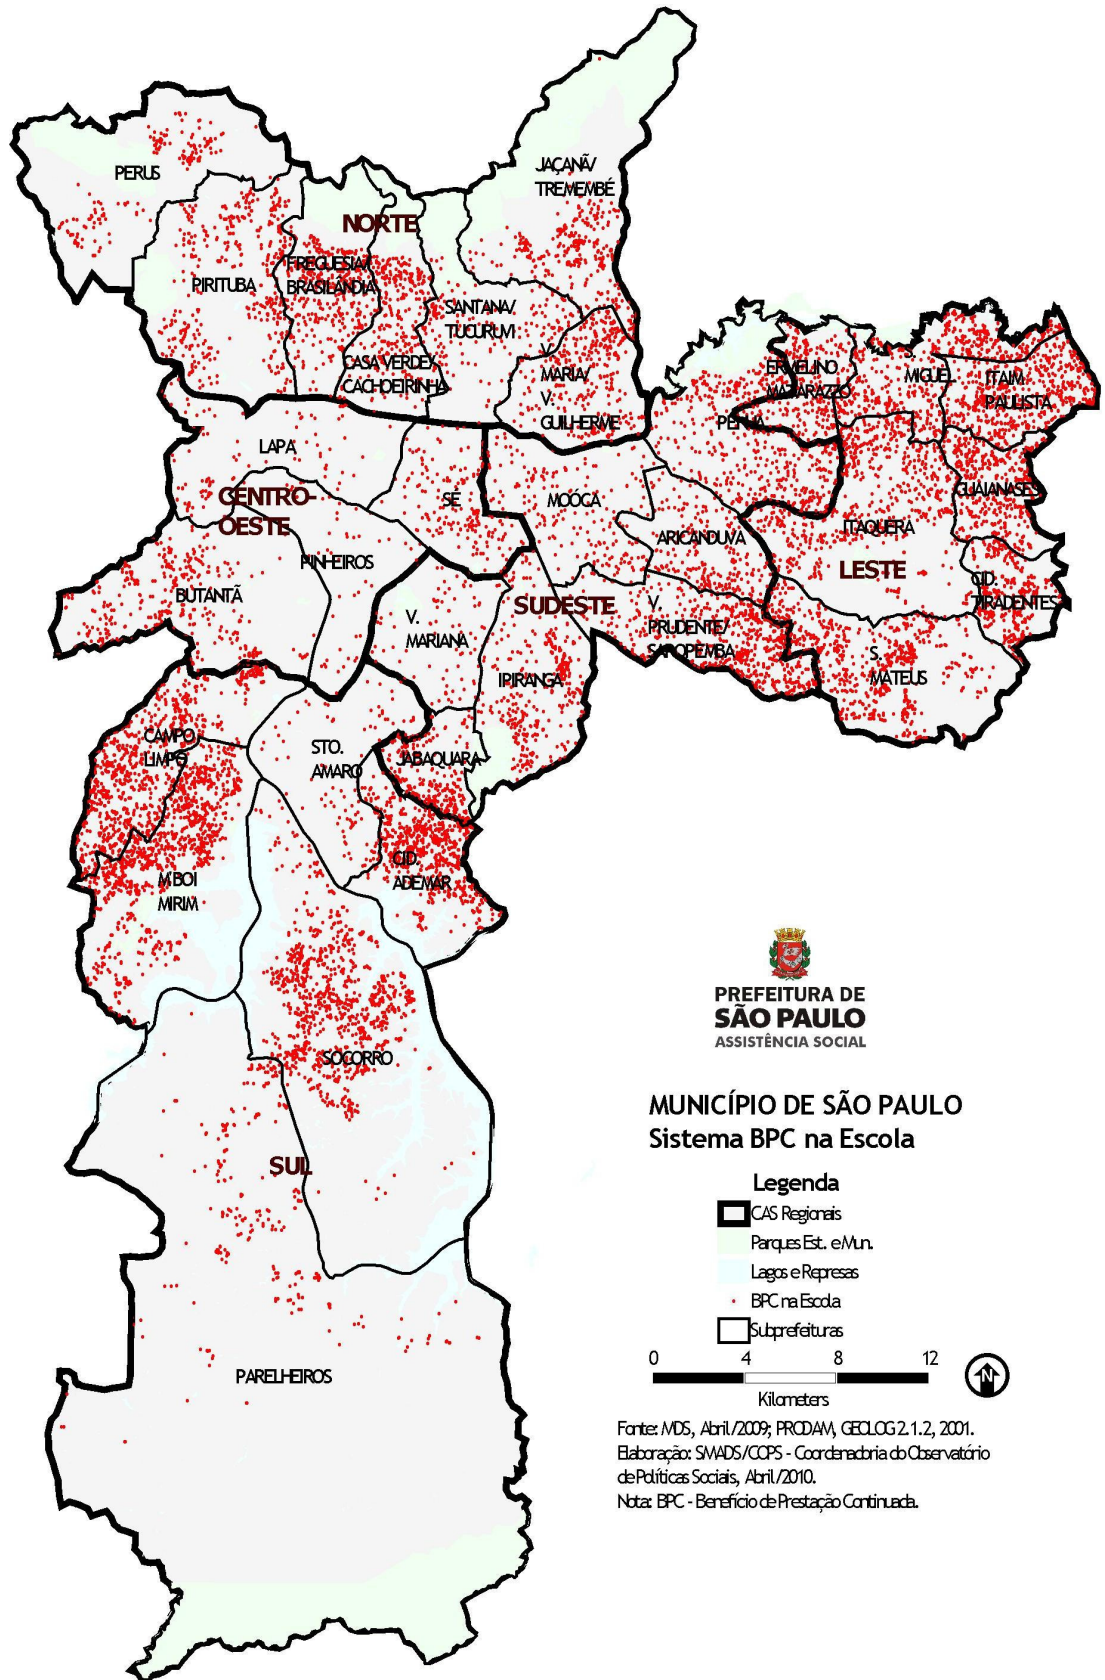 PERUS
JAÇANÃ/
TREMEMBÉ
NORTE
PIRITUBA
FREGUESIA/
BRASILÂNDIA
SANTANA/
TUCURUVI
CASA VERDE/
CACHOEIRINHA
V.
MARIA/
V.
GUILHERME
ERMELINO
MATARAZZO
S.
MIGUEL
ITAIM
PAULISTA
PENHA
LAPA
SÉ
MOÓCA
GUAIANASES
CENTRO-
OESTE
ARICANDUVA
ITAQUERA
PINHEIROS
LESTE
BUTANTÃ
CID.
TIRADENTES
SUDESTE
V.
MARIANA
V.
PRUDENTE/
SAPOPEMBA
IPIRANGA
S.
MATEUS
CAMPO
LIMPO
STO.
AMARO
JABAQUARA
CID.
ADEMAR
M'BOI
MIRIM
SOCORRO
SUL
PARELHEIROS
PREFEITURA DE
SÃO PAULO
ASSISTÊNCIA SOCIAL
MUNICÍPIO DE SÃO PAULO
Sistema BPC na Escola
Legenda
CAS Regionais
Parques Est. e Mun.
Lagos e Represas
BPC na Escola
Subprefeituras
0 4 8 12
Kilometers
N
Fonte: MDS, Abril/2009; PRODAM, GEOLOG 2.1.2, 2001.
Elaboração: SMADS/COPS - Coordenadoria do Observatório
de Políticas Sociais, Abril/2010.
Nota: BPC - Benefício de Prestação Continuada.